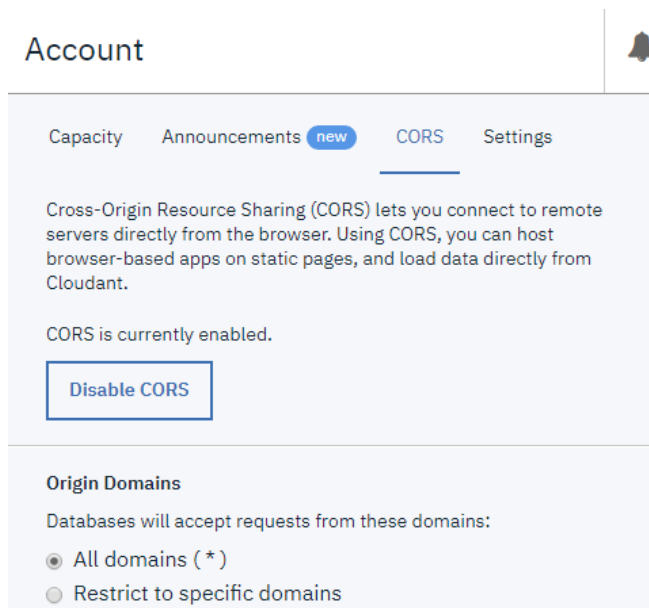 Account
Capacity Announcements new CORS Settings
Cross-Origin Resource Sharing (CORS) lets you connect to remote
servers directly from the browser. Using CORS, you can host
browser-based apps on static pages, and load data directly from
Cloudant.
CORS is currently enabled.
Disable CORS
Origin Domains
Databases will accept requests from these domains:
All domains ( * )
Restrict to specific domains